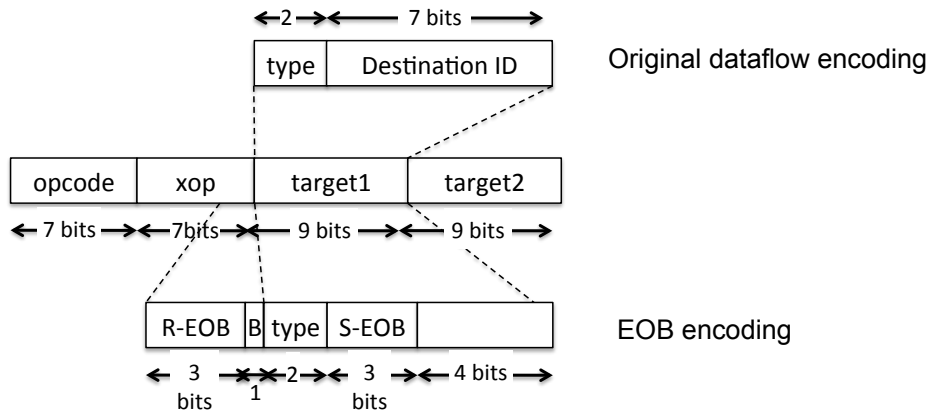 2 7 bits
type Destination ID Original dataflow encoding
opcode xop target1 target2
7 bits 7bits 9 bits 9 bits
R-EOB B type S-EOB EOB encoding
3 bits 1 2 3 bits 4 bits